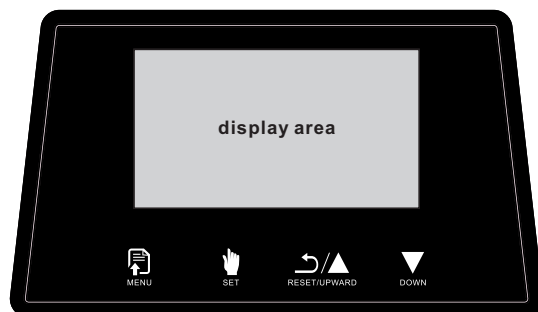 display area
MENU
SET
RESET/UPWARD
DOWN